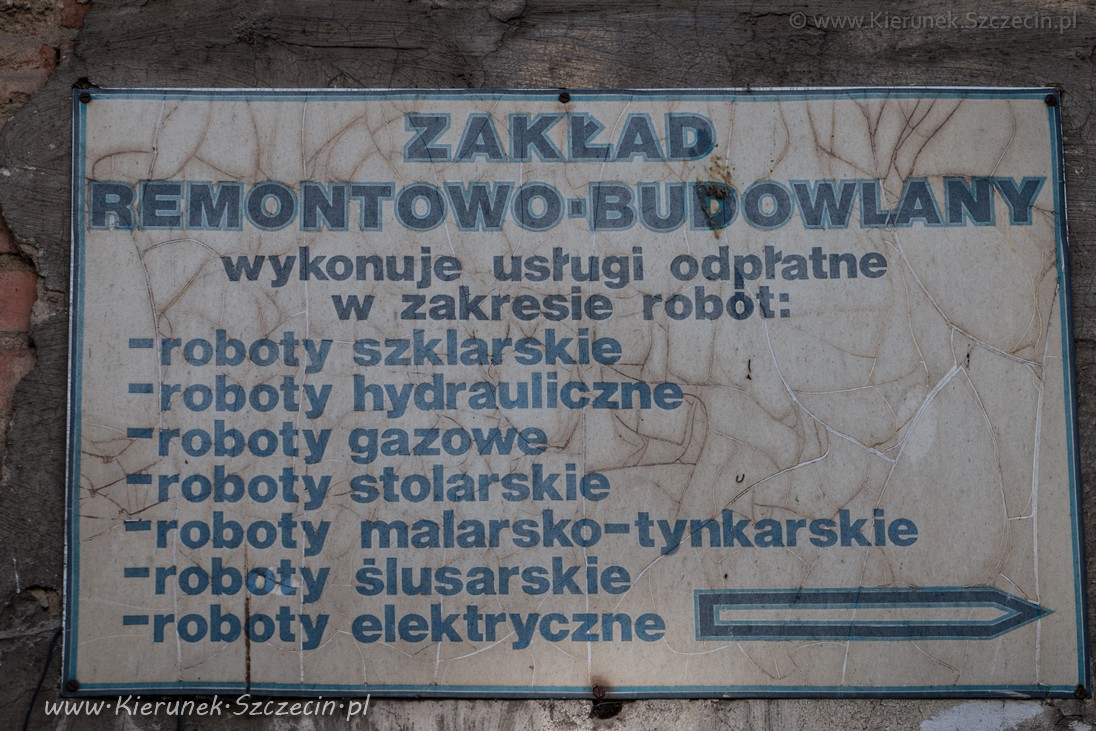 © www.Kierunek.Szczecin.pl
ZAKŁAD
REMONTOWO-BUDOWLANY
wykonuje usługi odpłatne
w zakresie robót:
-roboty szklarskie
-roboty hydrauliczne
-roboty gazowe
-roboty stolarskie
-roboty malarsko-tynkarskie
-roboty ślusarskie
-roboty elektryczne
www.Kierunek.Szczecin.pl